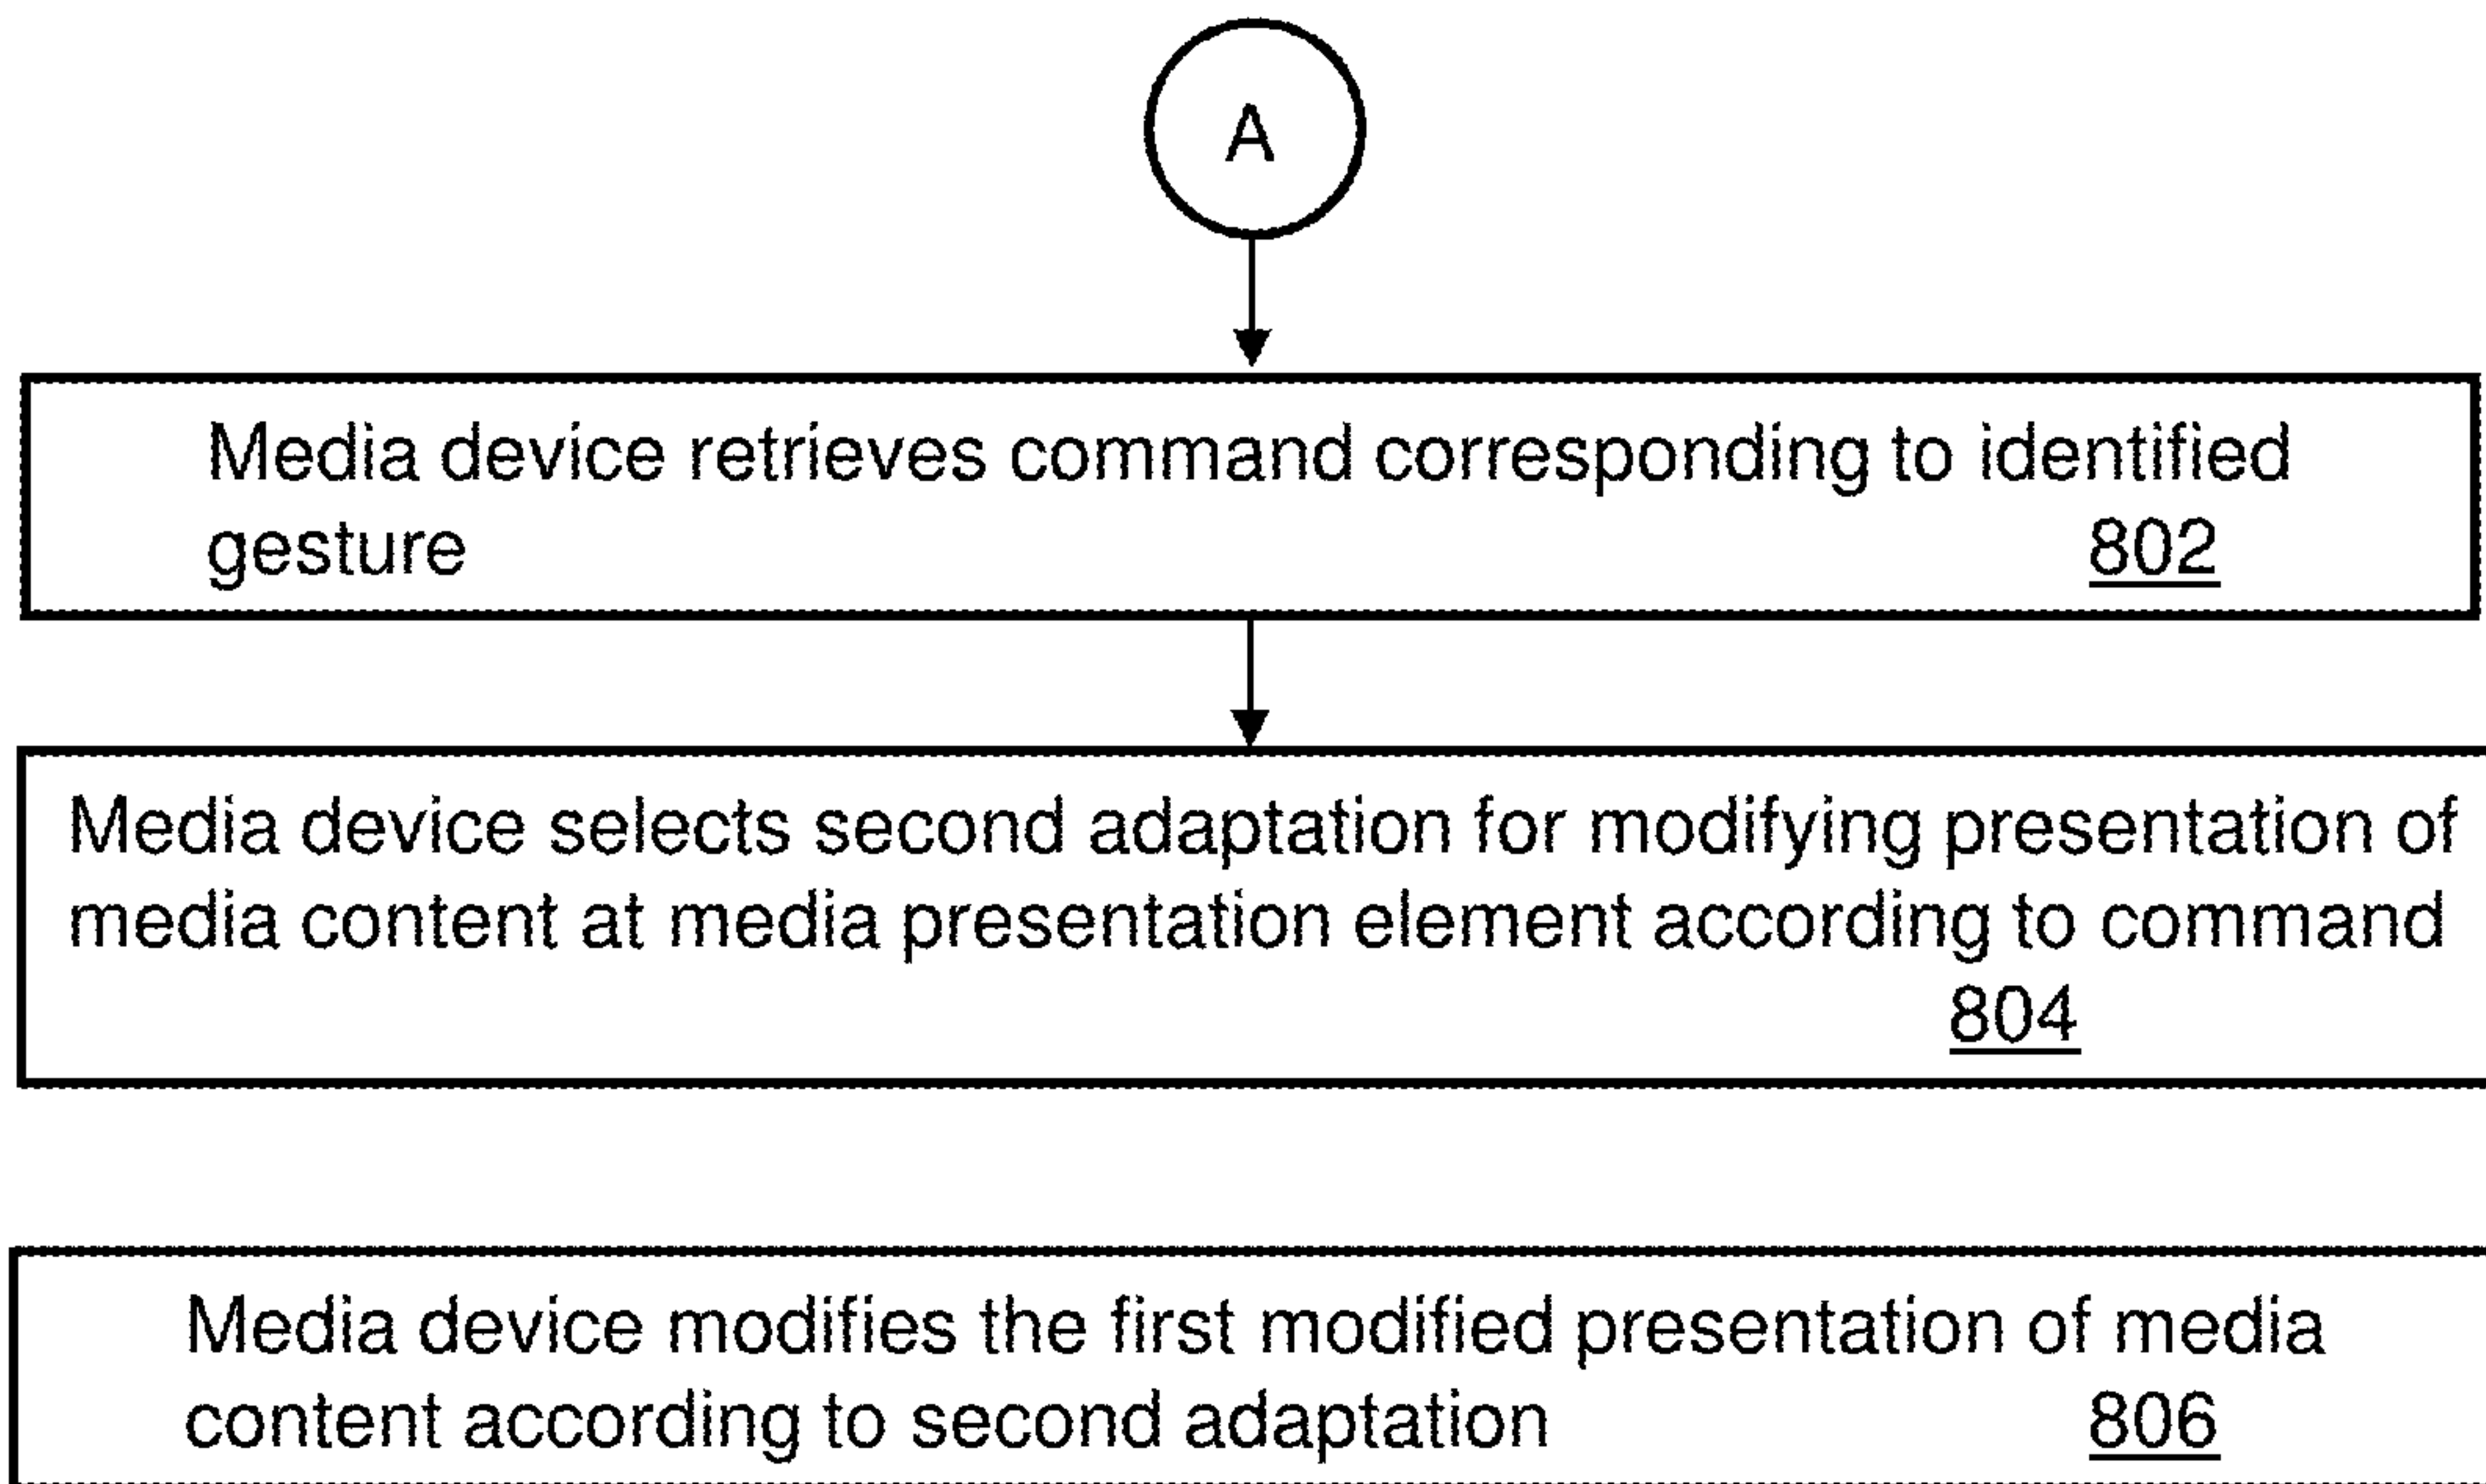 A
Media device retrieves command corresponding to identified
gesture 802
Media device selects second adaptation for modifying presentation of
media content at media presentation element according to command
804
Media device modifies the first modified presentation of media
content according to second adaptation 806